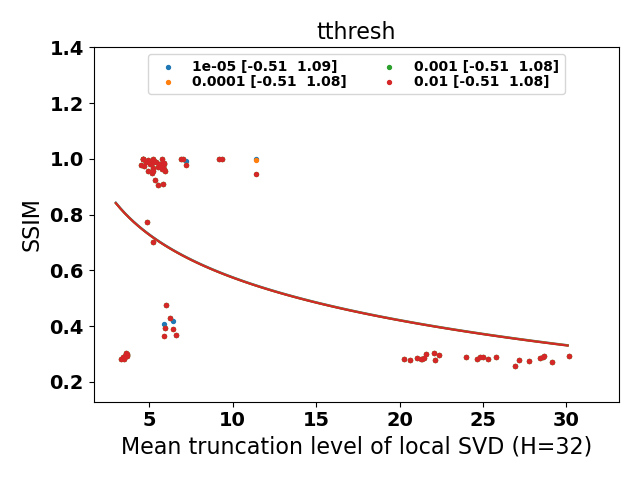 tthresh
1e-05 [-0.51  1.09]
0.0001 [-0.51  1.08]
0.001 [-0.51  1.08]
0.01 [-0.51  1.08]
SSIM
1.4
1.2
1.0
0.8
0.6
0.4
0.2
5 10 15 20 25 30
Mean truncation level of local SVD (H=32)